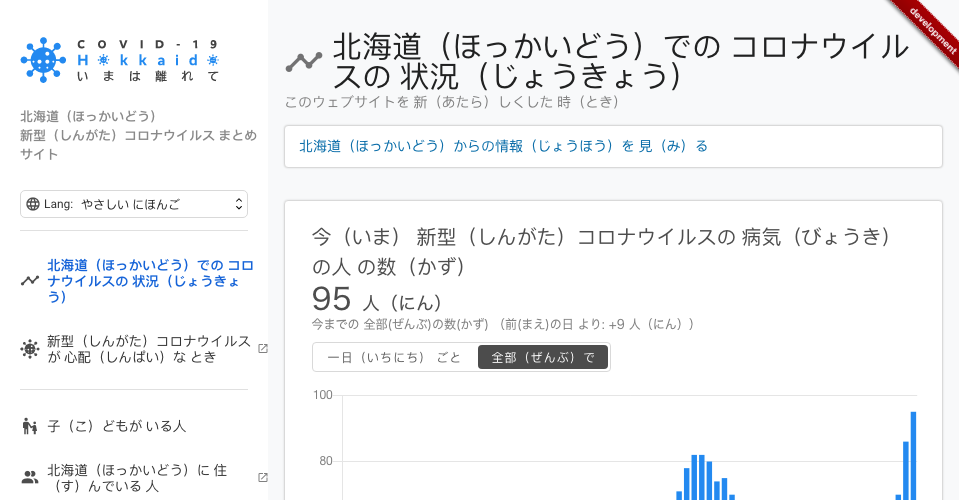 COVID-19
Hokkaido
いまは離れて
北海道（ほっかいどう）
新型（しんがた）コロナウイルス まとめ
サイト
Lang: やさしい にほんご
北海道（ほっかいどう）での コロ
ナウイルスの 状況（じょうきょ
う）
新型（しんがた）コロナウイルス
が 心配（しんぱい）な とき
子（こ）どもが いる人
北海道（ほっかいどう）に 住
（す）んでいる 人
development
北海道（ほっかいどう）での コロナウイル
スの 状況（じょうきょう）
このウェブサイトを 新（あたら）しくした 時（とき）
北海道（ほっかいどう）からの情報（じょうほう）を 見（み）る
今（いま） 新型（しんがた）コロナウイルスの 病気（びょうき）
の人 の数（かず）
95 人（にん）
今までの 全部(ぜんぶ)の数(かず) （前(まえ)の日 より: +9 人（にん））
一日（いちにち） ごと
全部（ぜんぶ）で
100
80